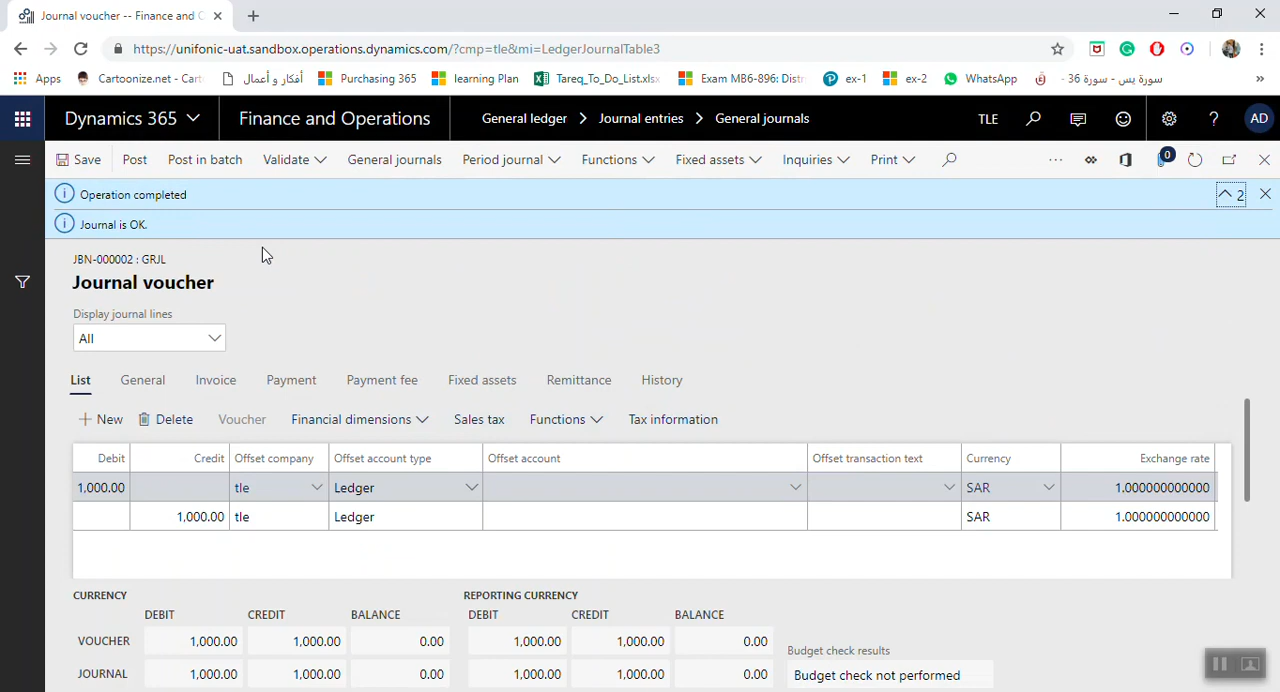 Journal voucher -- Finance and O
https://unifonic-uat.sandbox.operations.dynamics.com/?cmp=tle&mi=LedgerJournalTable3
Apps Cartoonize.net - Cart أفكار و أعمال Purchasing 365 learning Plan Tareq_To_Do_List.xlsx Exam MB6-896: Distr ex-1 ex-2 WhatsApp سورة يس - سورة 36 - »
Dynamics 365 Finance and Operations General ledger > Journal entries > General journals TLE ? AD
Save Post Post in batch Validate General journals Period journal Functions Fixed assets Inquiries Print ... 0
Operation completed 2
Journal is OK.
JBN-000002 : GRJL
Journal voucher
Display journal lines
All
List General Invoice Payment Payment fee Fixed assets Remittance History
+ New Delete Voucher Financial dimensions Sales tax Functions Tax information
Debit Credit Offset company Offset account type Offset account Offset transaction text Currency Exchange rate
1,000.00 tle Ledger SAR 1.000000000000
1,000.00 tle Ledger SAR 1.000000000000
CURRENCY REPORTING CURRENCY
DEBIT CREDIT BALANCE DEBIT CREDIT BALANCE
VOUCHER 1,000.00 1,000.00 0.00 1,000.00 1,000.00 0.00
Budget check results
JOURNAL 1,000.00 1,000.00 0.00 1,000.00 1,000.00 0.00 Budget check not performed